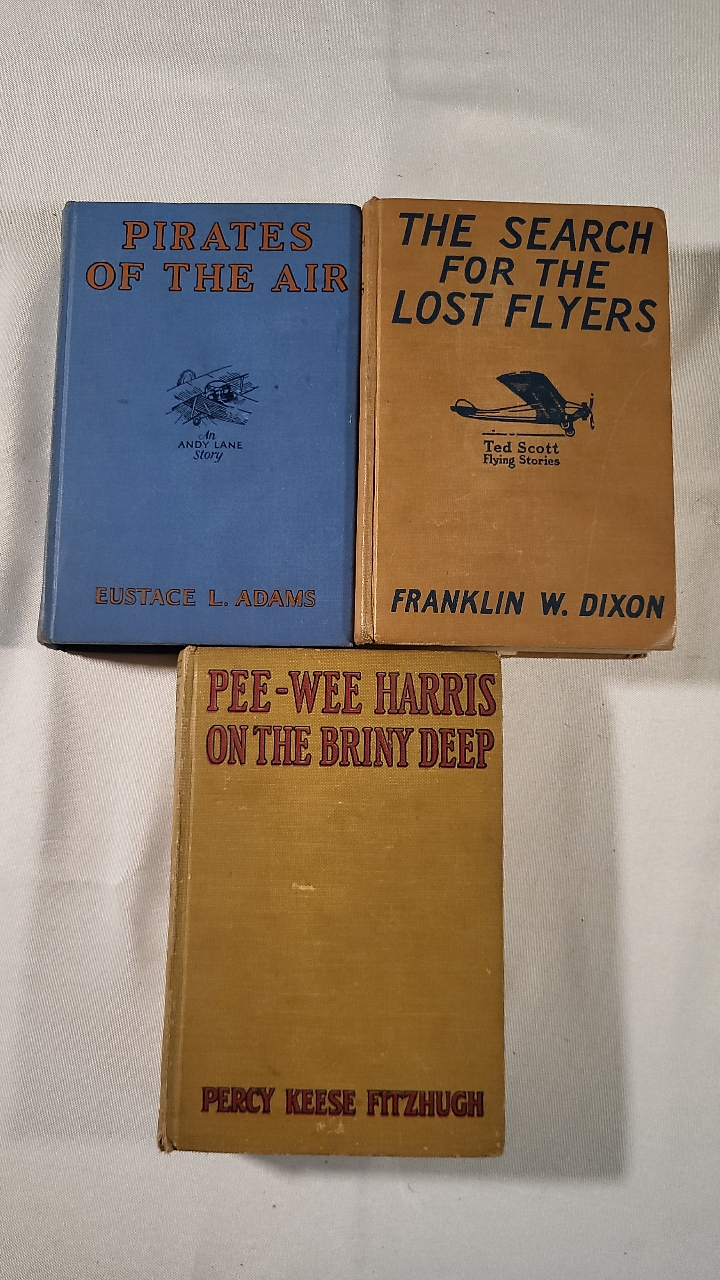 PIRATES
OF THE AIR
An
ANDY LANE
Story
EUSTACE L. ADAMS
THE SEARCH
FOR THE
LOST FLYERS
Ted Scott
Flying Stories
FRANKLIN W. DIXON
PEE-WEE HARRIS
ON THE BRINY DEEP
PERCY KEESE FITZHUGH